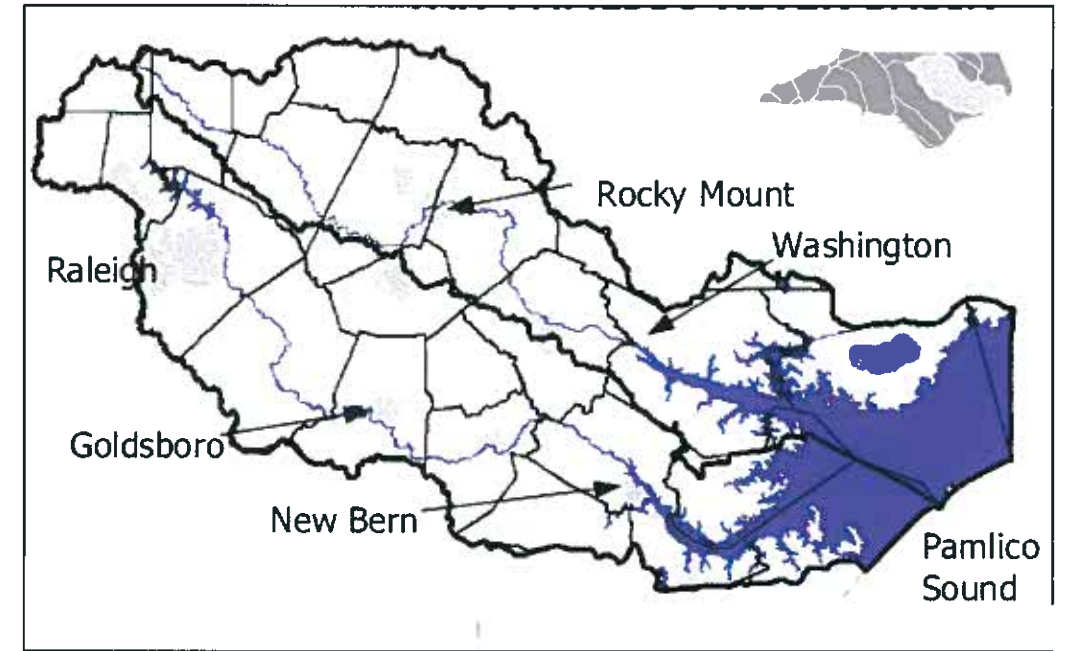 Rocky Mount
Washington
Raleigh
Goldsboro
New Bern
Pamlico
Sound